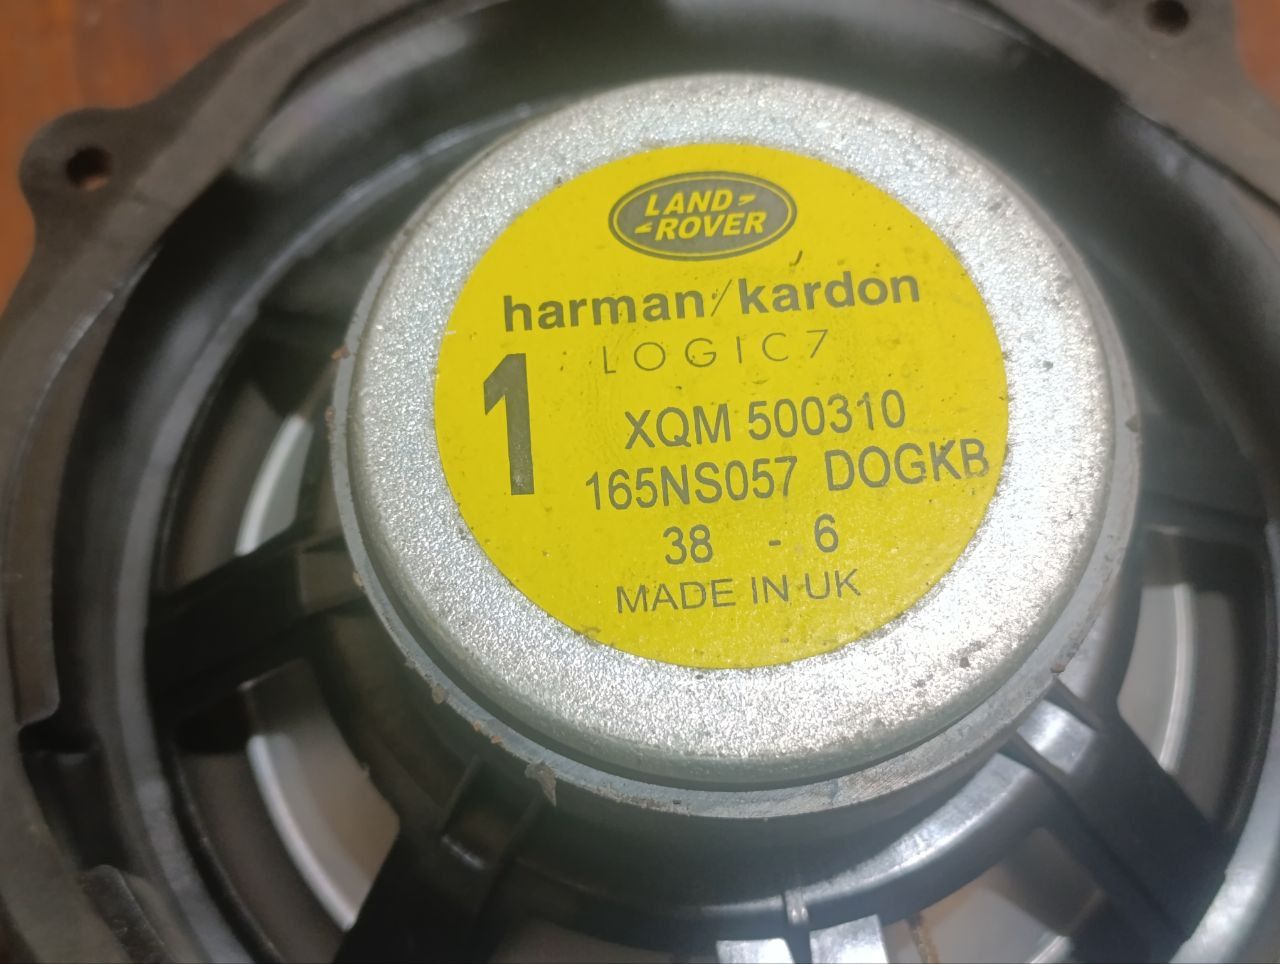 LAND
ROVER
harman/kardon
LOGIC7
1
XQM 500310
165NS057 DOGKB
38 - 6
MADE IN UK